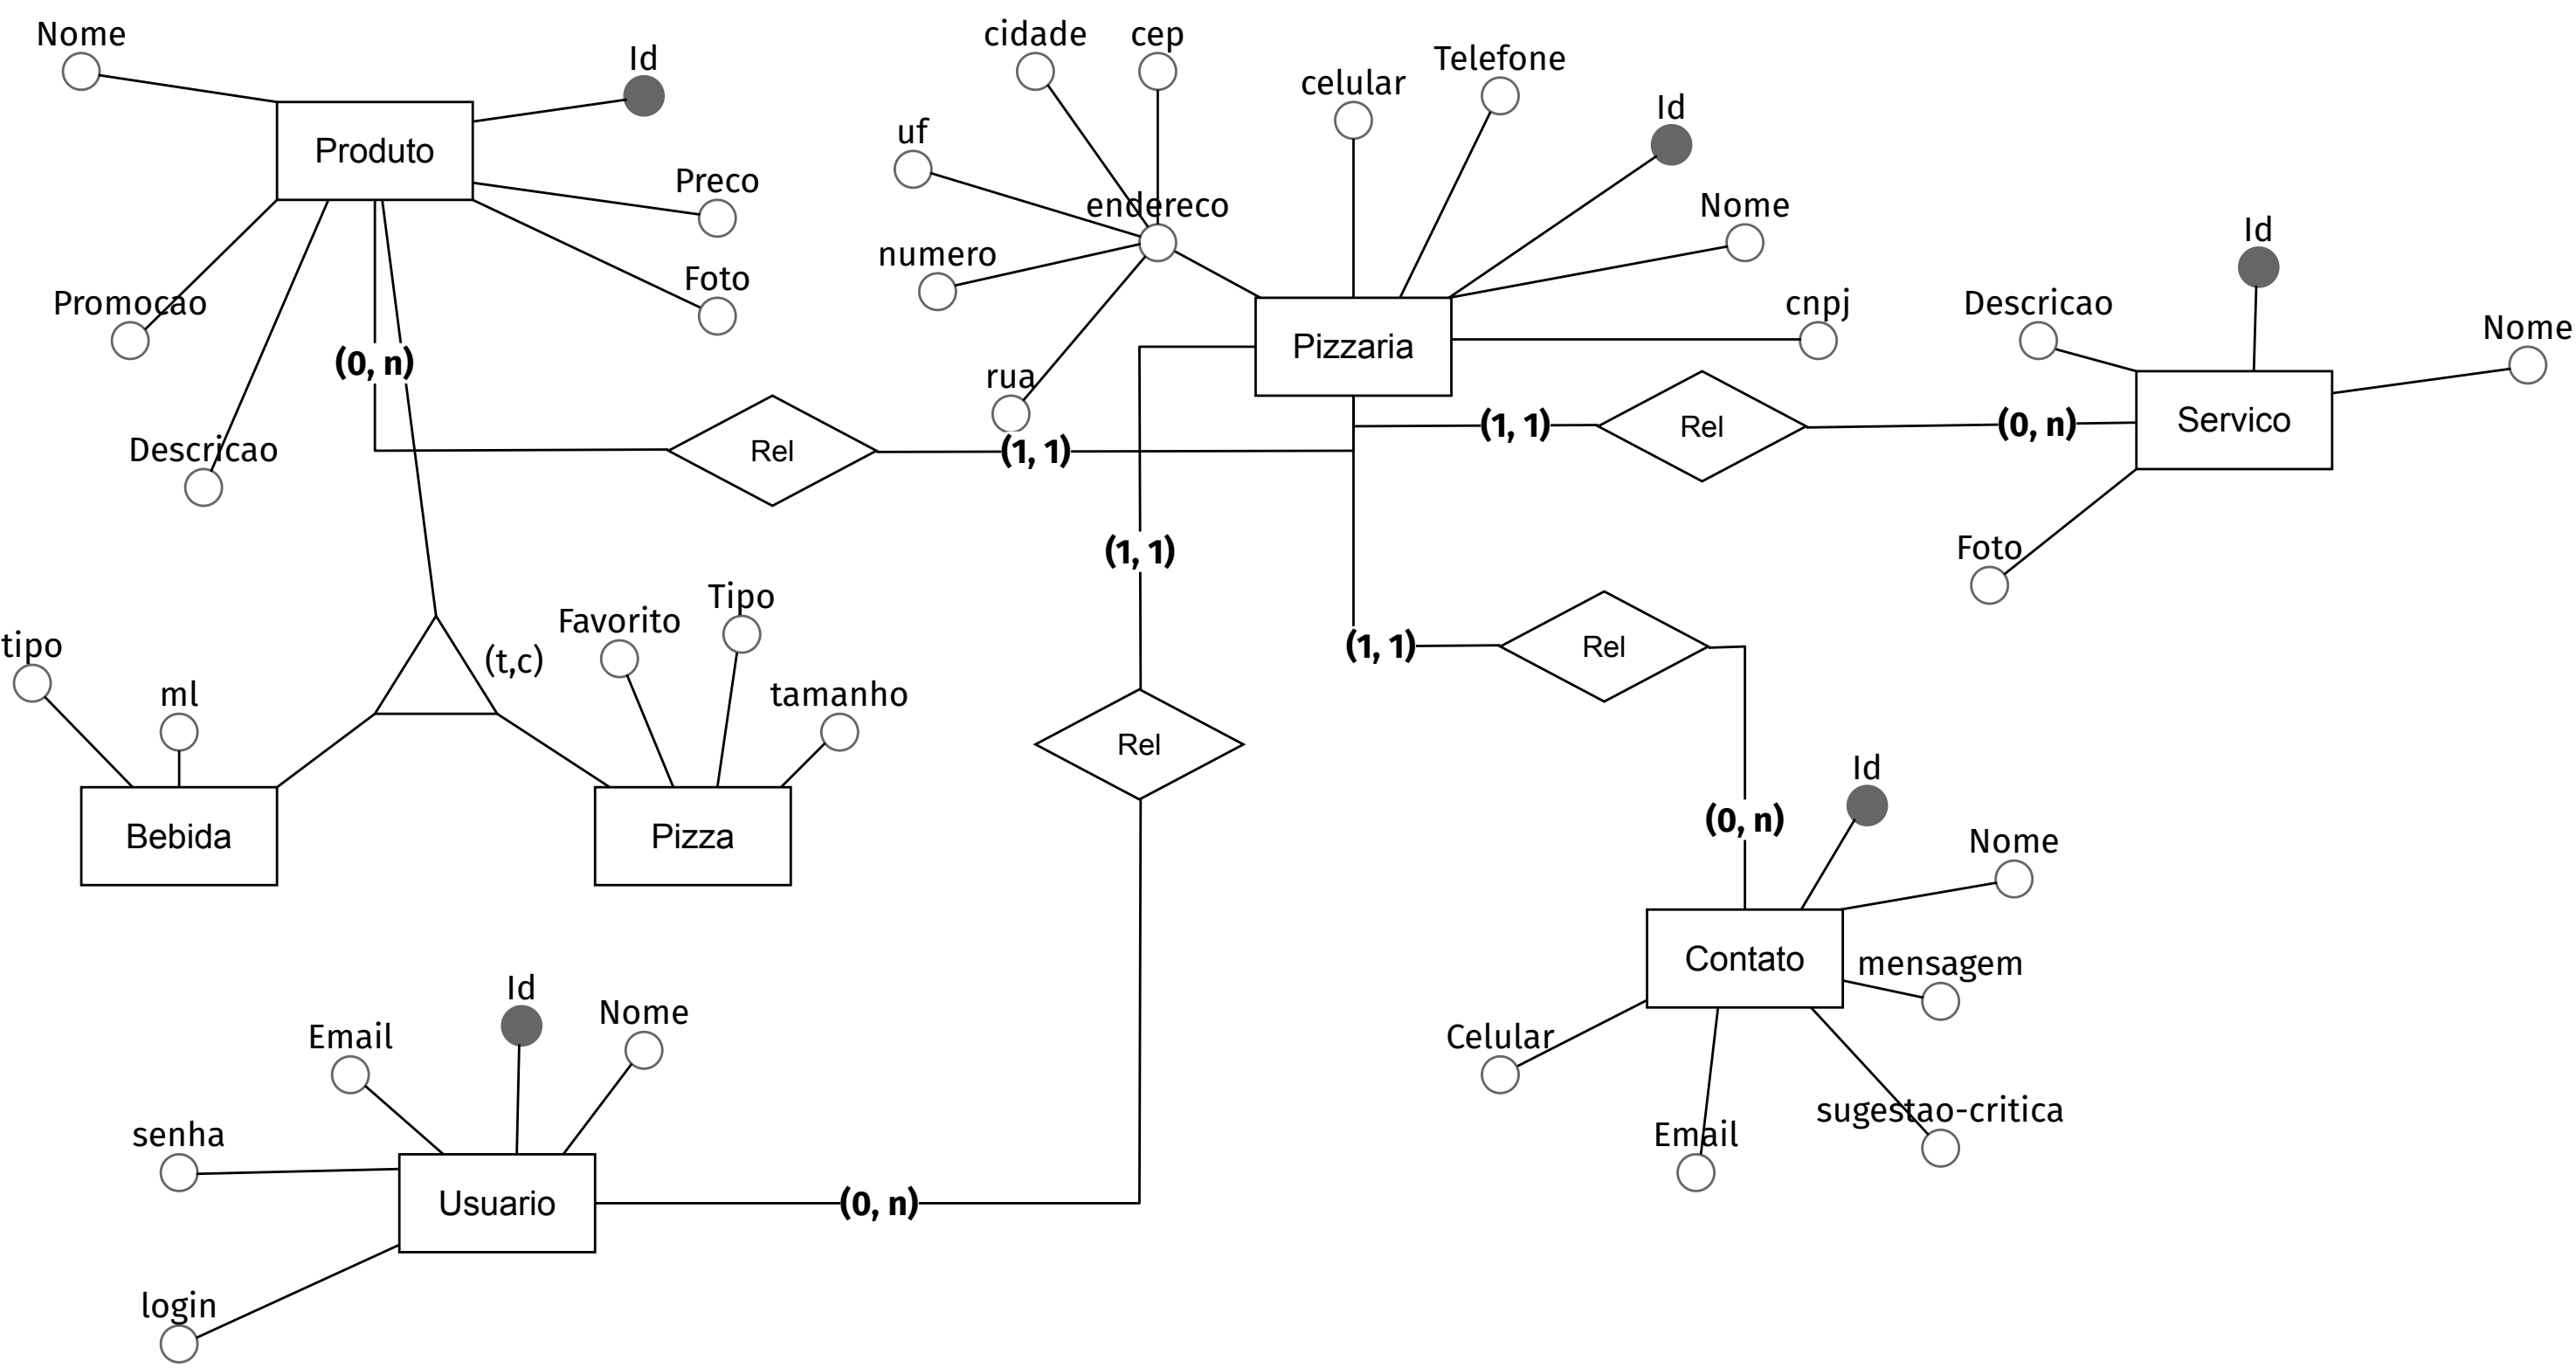 Nome
Id
Produto
Preco
Foto
Promocao
Descricao
(0, n)
Rel
(1, 1)
cidade
cep
uf
endereco
numero
rua
celular
Telefone
Id
Nome
cnpj
Pizzaria
(1, 1)
Rel
(0, n)
Id
Descricao
Nome
Servico
Foto
(1, 1)
Rel
(1, 1)
Rel
(0, n)
tipo
ml
(t,c)
Favorito
Tipo
tamanho
Bebida
Pizza
Id
Nome
Contato
mensagem
Celular
Email
sugestao-critica
Id
Nome
Email
senha
Usuario
(0, n)
login